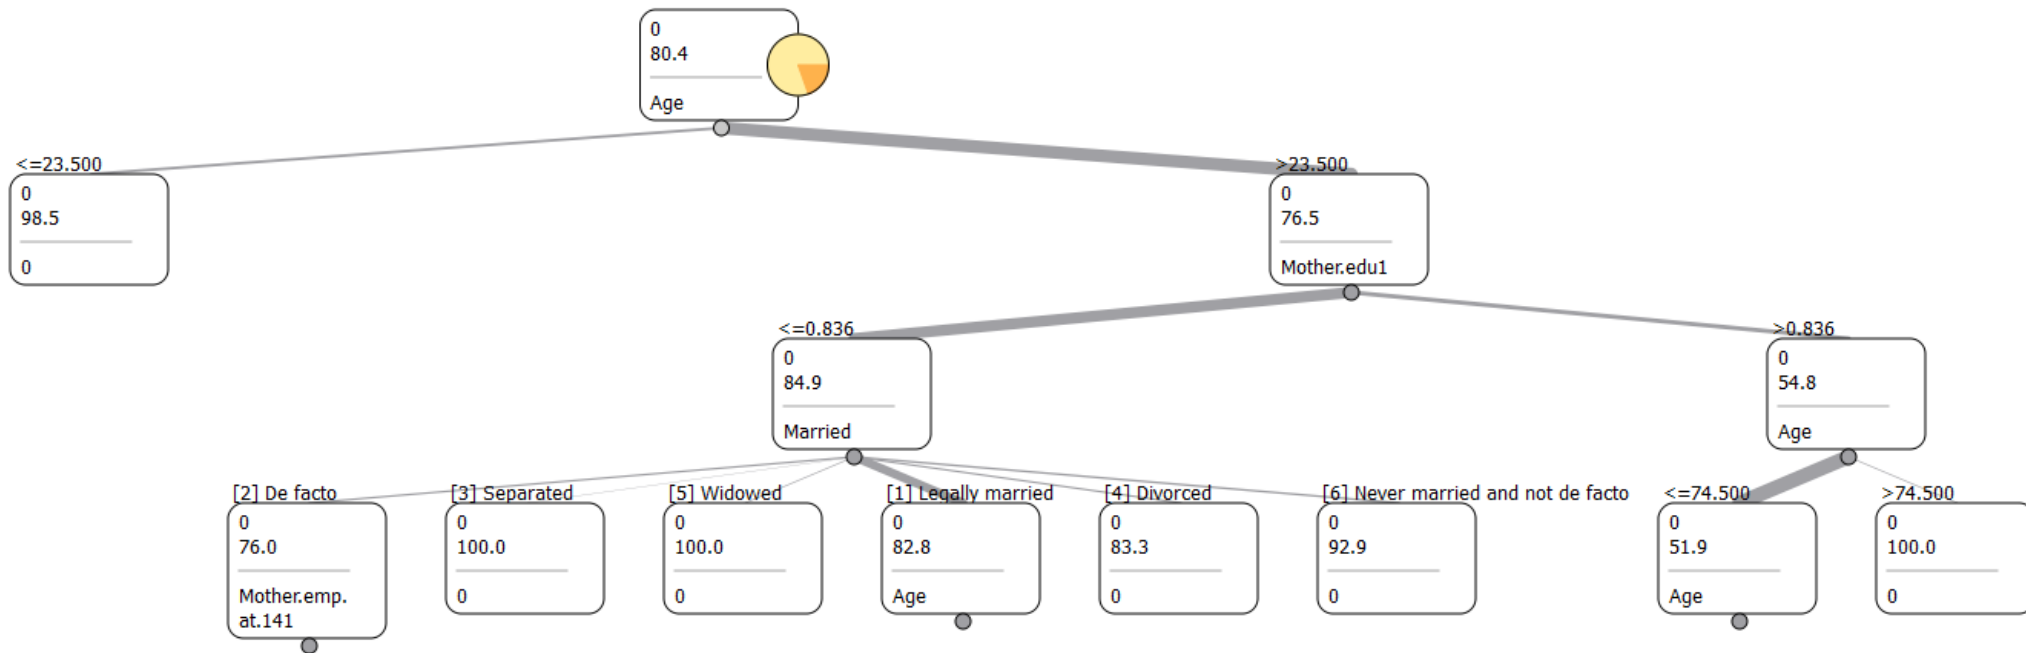 0
80.4
Age
<=23.500
>23.500
0
98.5
0
0
76.5
Mother.edu1
<=0.836
>0.836
0
84.9
Married
0
54.8
Age
[2] De facto
[3] Separated
[5] Widowed
[1] Legally married
[4] Divorced
[6] Never married and not de facto
<=74.500
>74.500
0
76.0
Mother.emp.
at.141
0
100.0
0
0
100.0
0
0
82.8
Age
0
83.3
0
0
92.9
0
0
51.9
Age
0
100.0
0